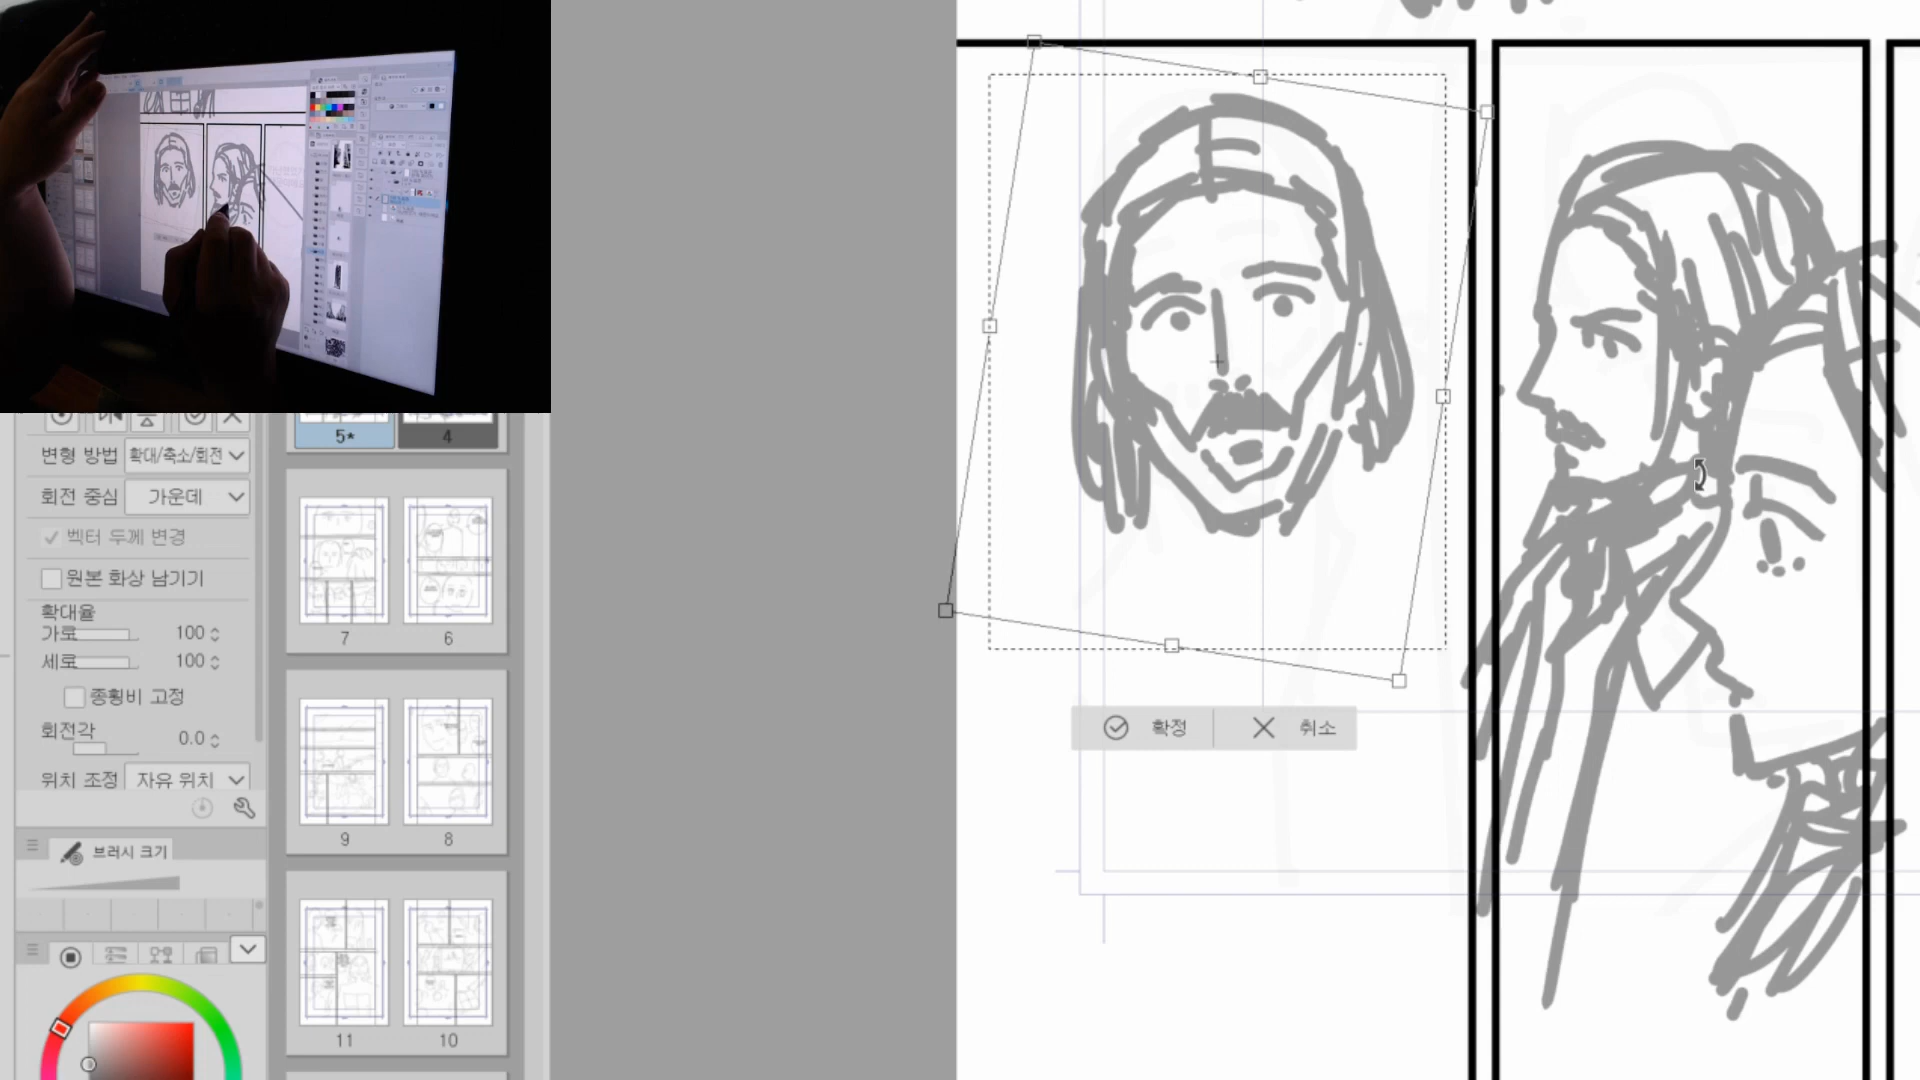 5* 4
변형 방법 확대/축소/회전
회전 중심 가운데
벡터 두께 변경
원본 화상 남기기
확대율
가로 100
세로 100
종횡비 고정
회전각 0.0
위치 조정 자유 위치
브러시 크기
7 6
9 8
11 10
확정 취소